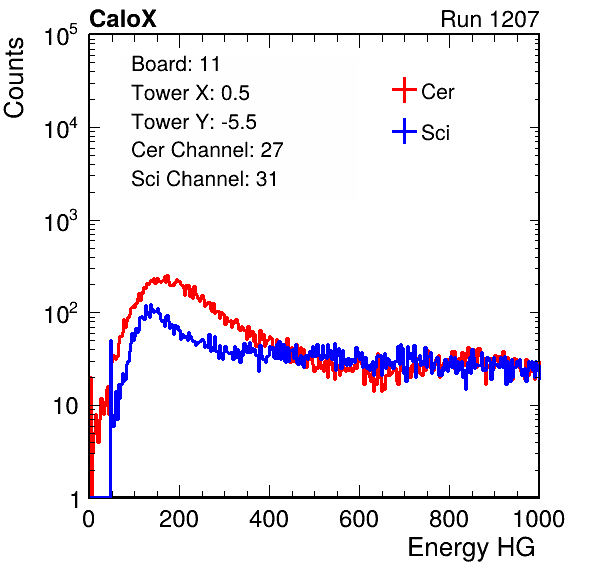 CaloX Run 1207
Counts
Board: 11
Tower X: 0.5
Tower Y: -5.5
Cer Channel: 27
Sci Channel: 31
Cer
Sci
10^5
10^4
10^3
10^2
10
1
0 200 400 600 800 1000
Energy HG